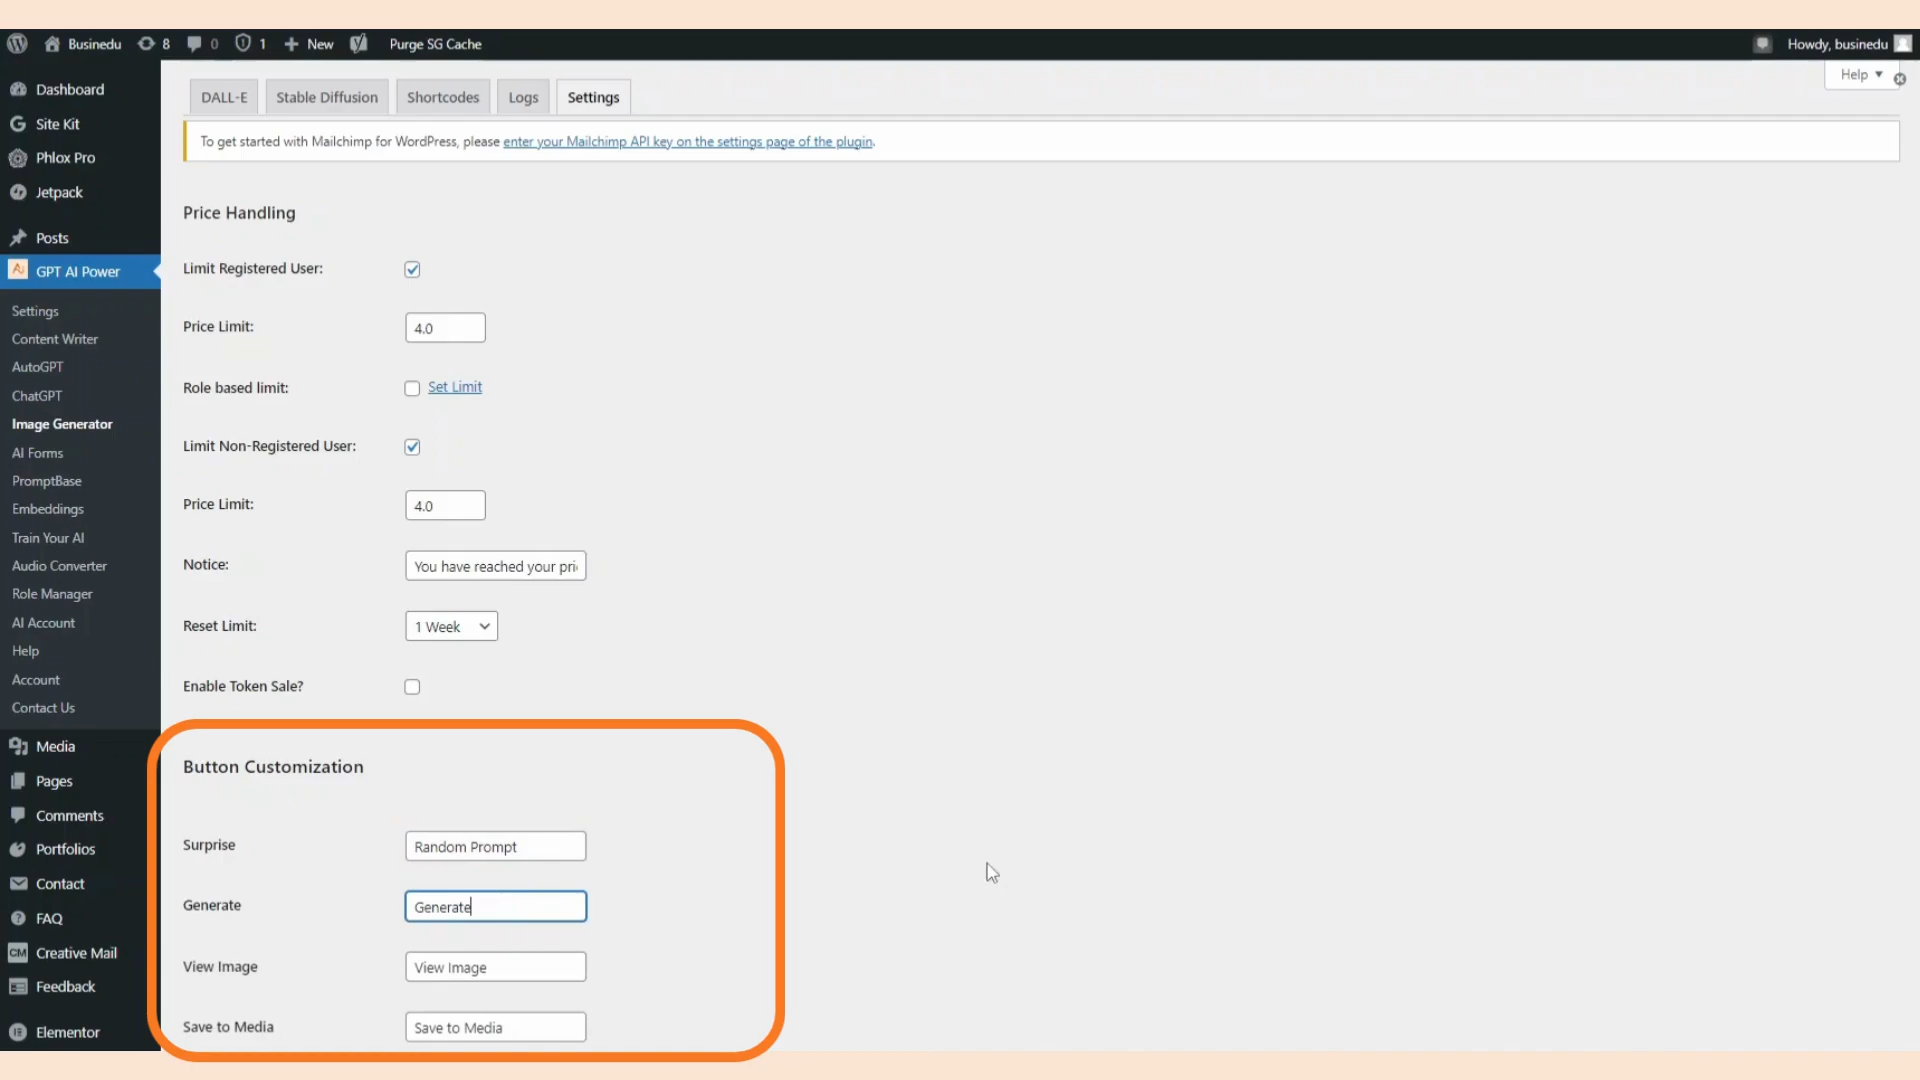 Businedu 8 0 1 New Purge SG Cache Howdy, businedu
Help
Dashboard
Site Kit
Phlox Pro
Jetpack
Posts
GPT AI Power
Settings
Content Writer
AutoGPT
ChatGPT
Image Generator
AI Forms
PromptBase
Embeddings
Train Your AI
Audio Converter
Role Manager
AI Account
Help
Account
Contact Us
Media
Pages
Comments
Portfolios
Contact
FAQ
CM Creative Mail
Feedback
Elementor
DALL-E Stable Diffusion Shortcodes Logs Settings
To get started with Mailchimp for WordPress, please enter your Mailchimp API key on the settings page of the plugin.
Price Handling
Limit Registered User:
Price Limit: 4.0
Role based limit: Set Limit
Limit Non-Registered User:
Price Limit: 4.0
Notice: You have reached your pri
Reset Limit: 1 Week
Enable Token Sale?
Button Customization
Surprise Random Prompt
Generate Generate
View Image View Image
Save to Media Save to Media